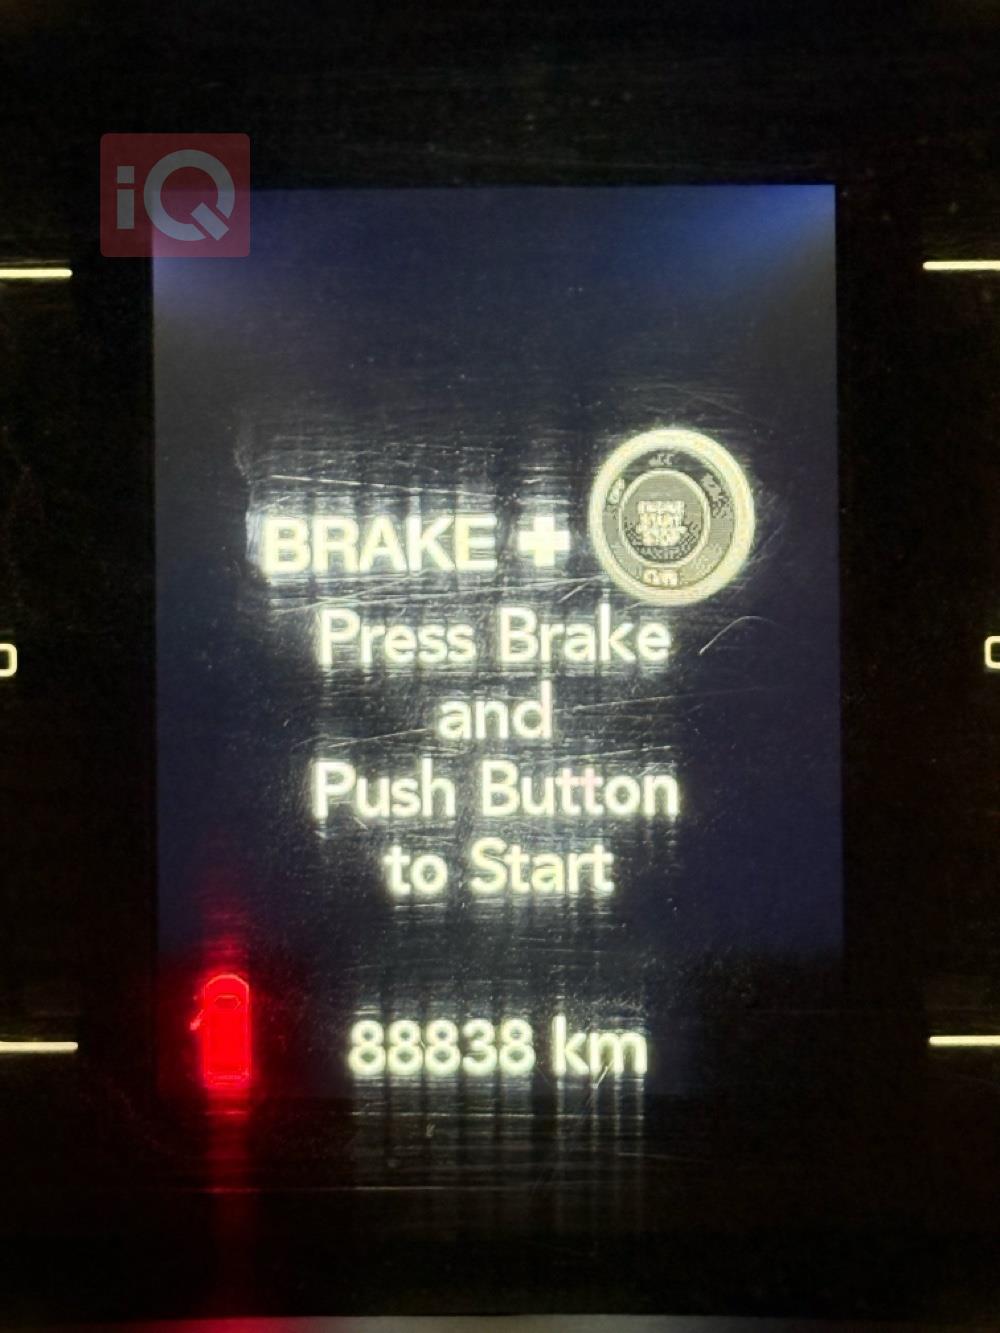 iQ
BRAKE +
Press Brake
and
Push Button
to Start
88838 km